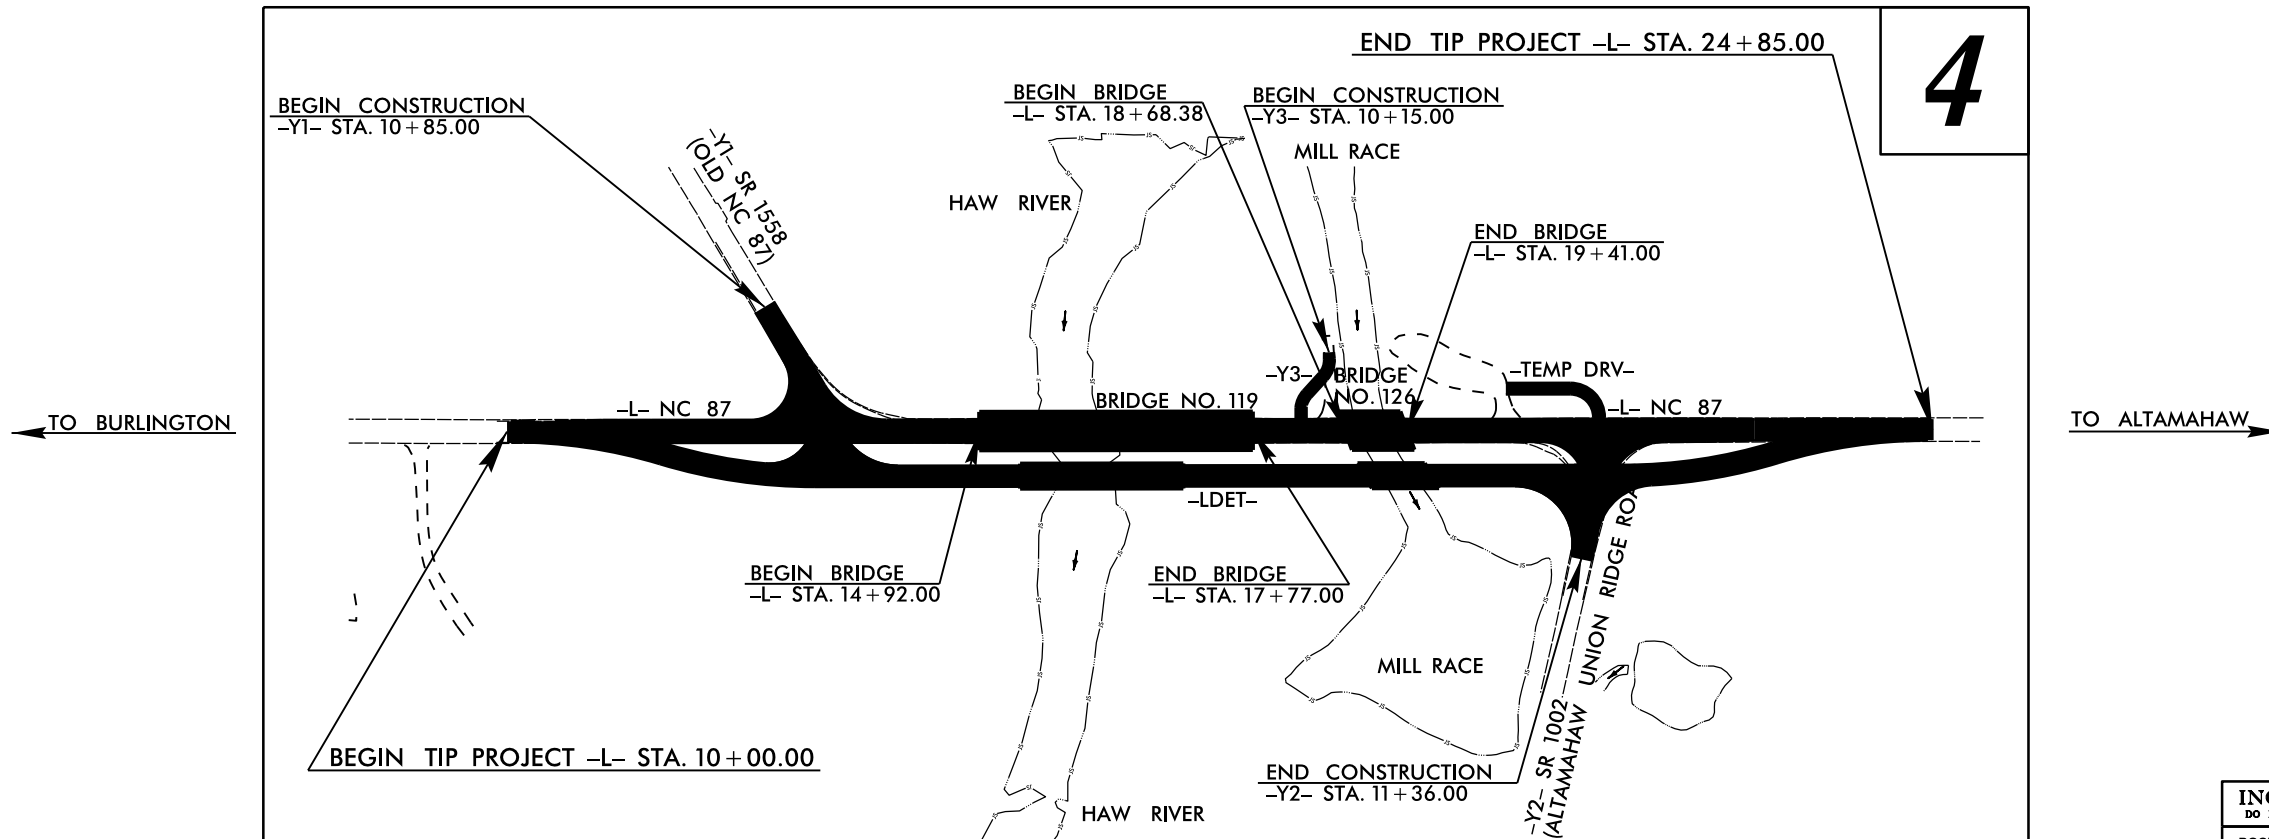 END TIP PROJECT –L– STA. 24+85.00
4
BEGIN CONSTRUCTION
–Y1– STA. 10+85.00
BEGIN BRIDGE
–L– STA. 18+68.38
BEGIN CONSTRUCTION
–Y3– STA. 10+15.00
–Y1– SR 1558
(OLD NC 87)
MILL RACE
HAW RIVER
END BRIDGE
–L– STA. 19+41.00
–Y3–
BRIDGE
NO. 126
–TEMP DRV–
TO BURLINGTON
–L– NC 87
BRIDGE NO. 119
–L– NC 87
TO ALTAMAHAW
–LDET–
BEGIN BRIDGE
–L– STA. 14+92.00
END BRIDGE
–L– STA. 17+77.00
MILL RACE
–Y2– SR 1002
(ALTAMAHAW UNION RIDGE
BEGIN TIP PROJECT –L– STA. 10+00.00
END CONSTRUCTION
–Y2– STA. 11+36.00
HAW RIVER
DO